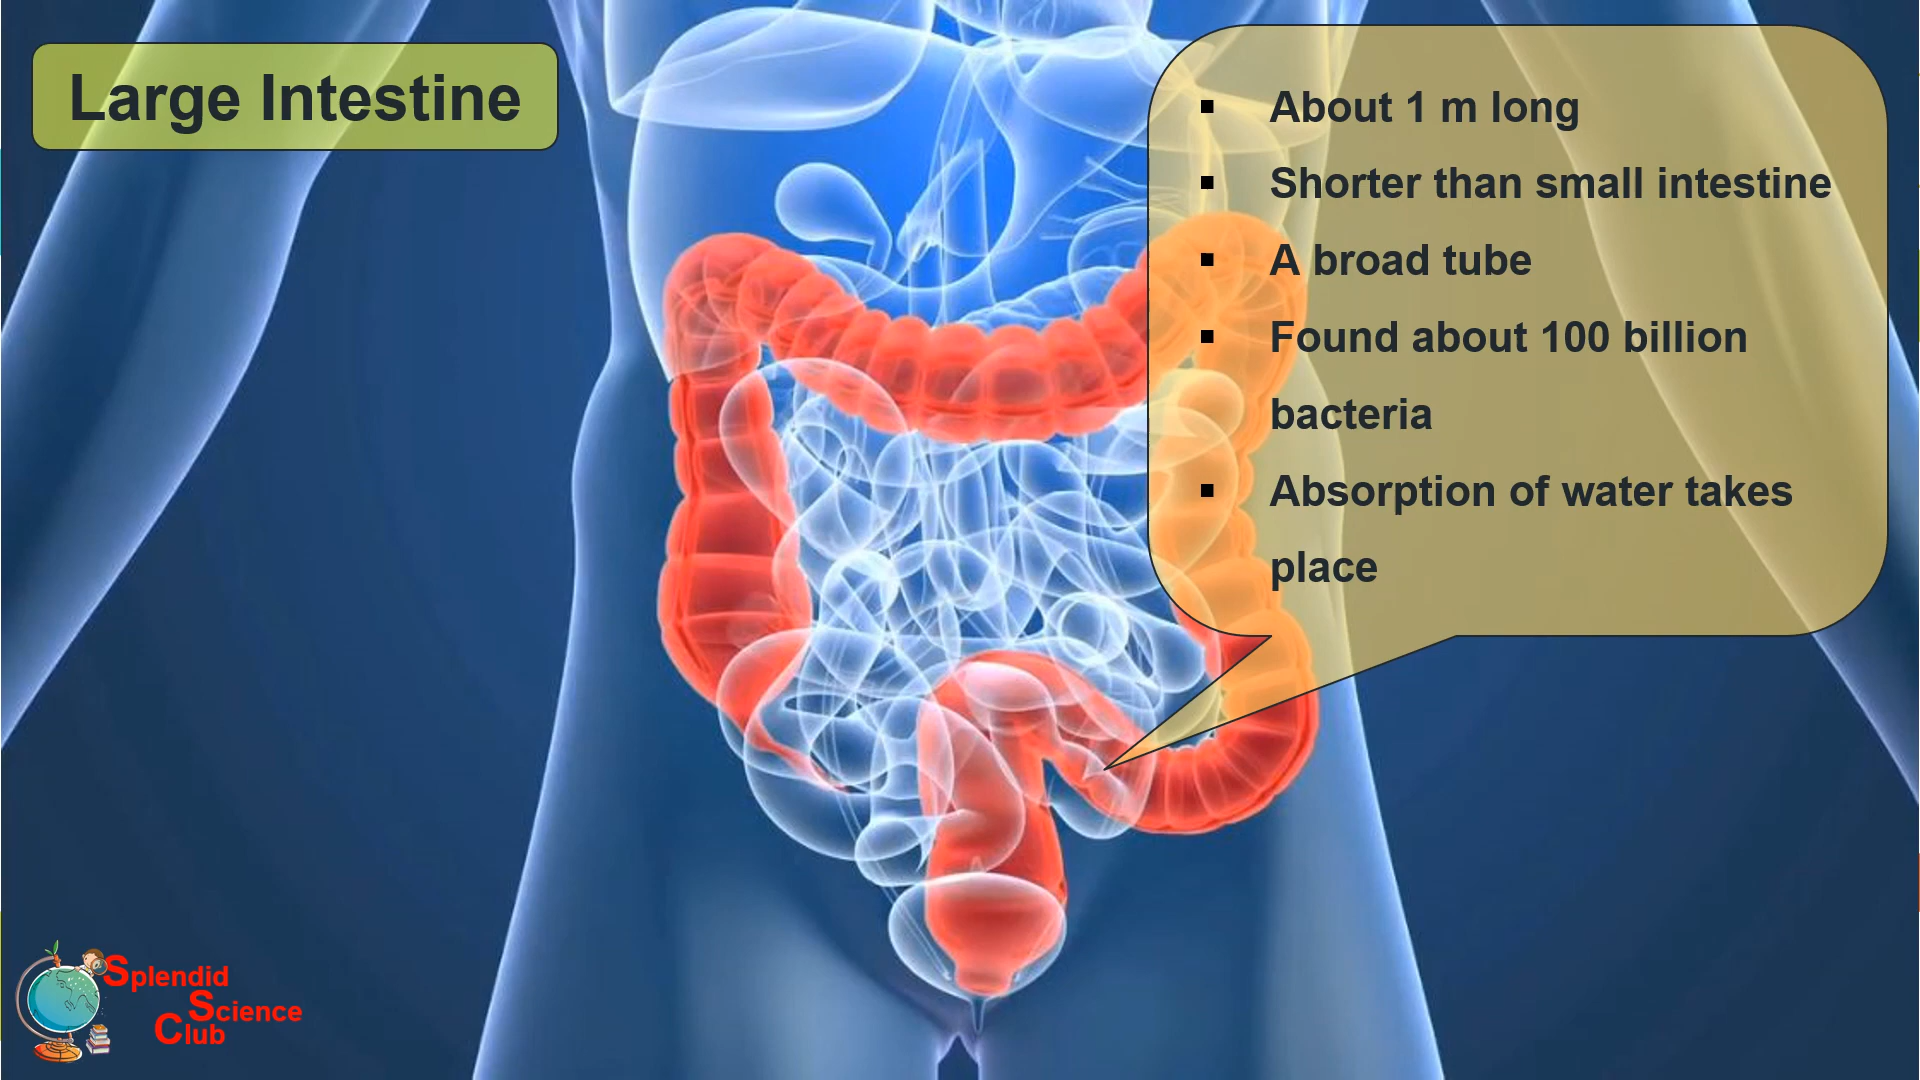 Large Intestine
▪ About 1 m long
▪ Shorter than small intestine
▪ A broad tube
▪ Found about 100 billion
bacteria
▪ Absorption of water takes
place
Splendid
Science
Club